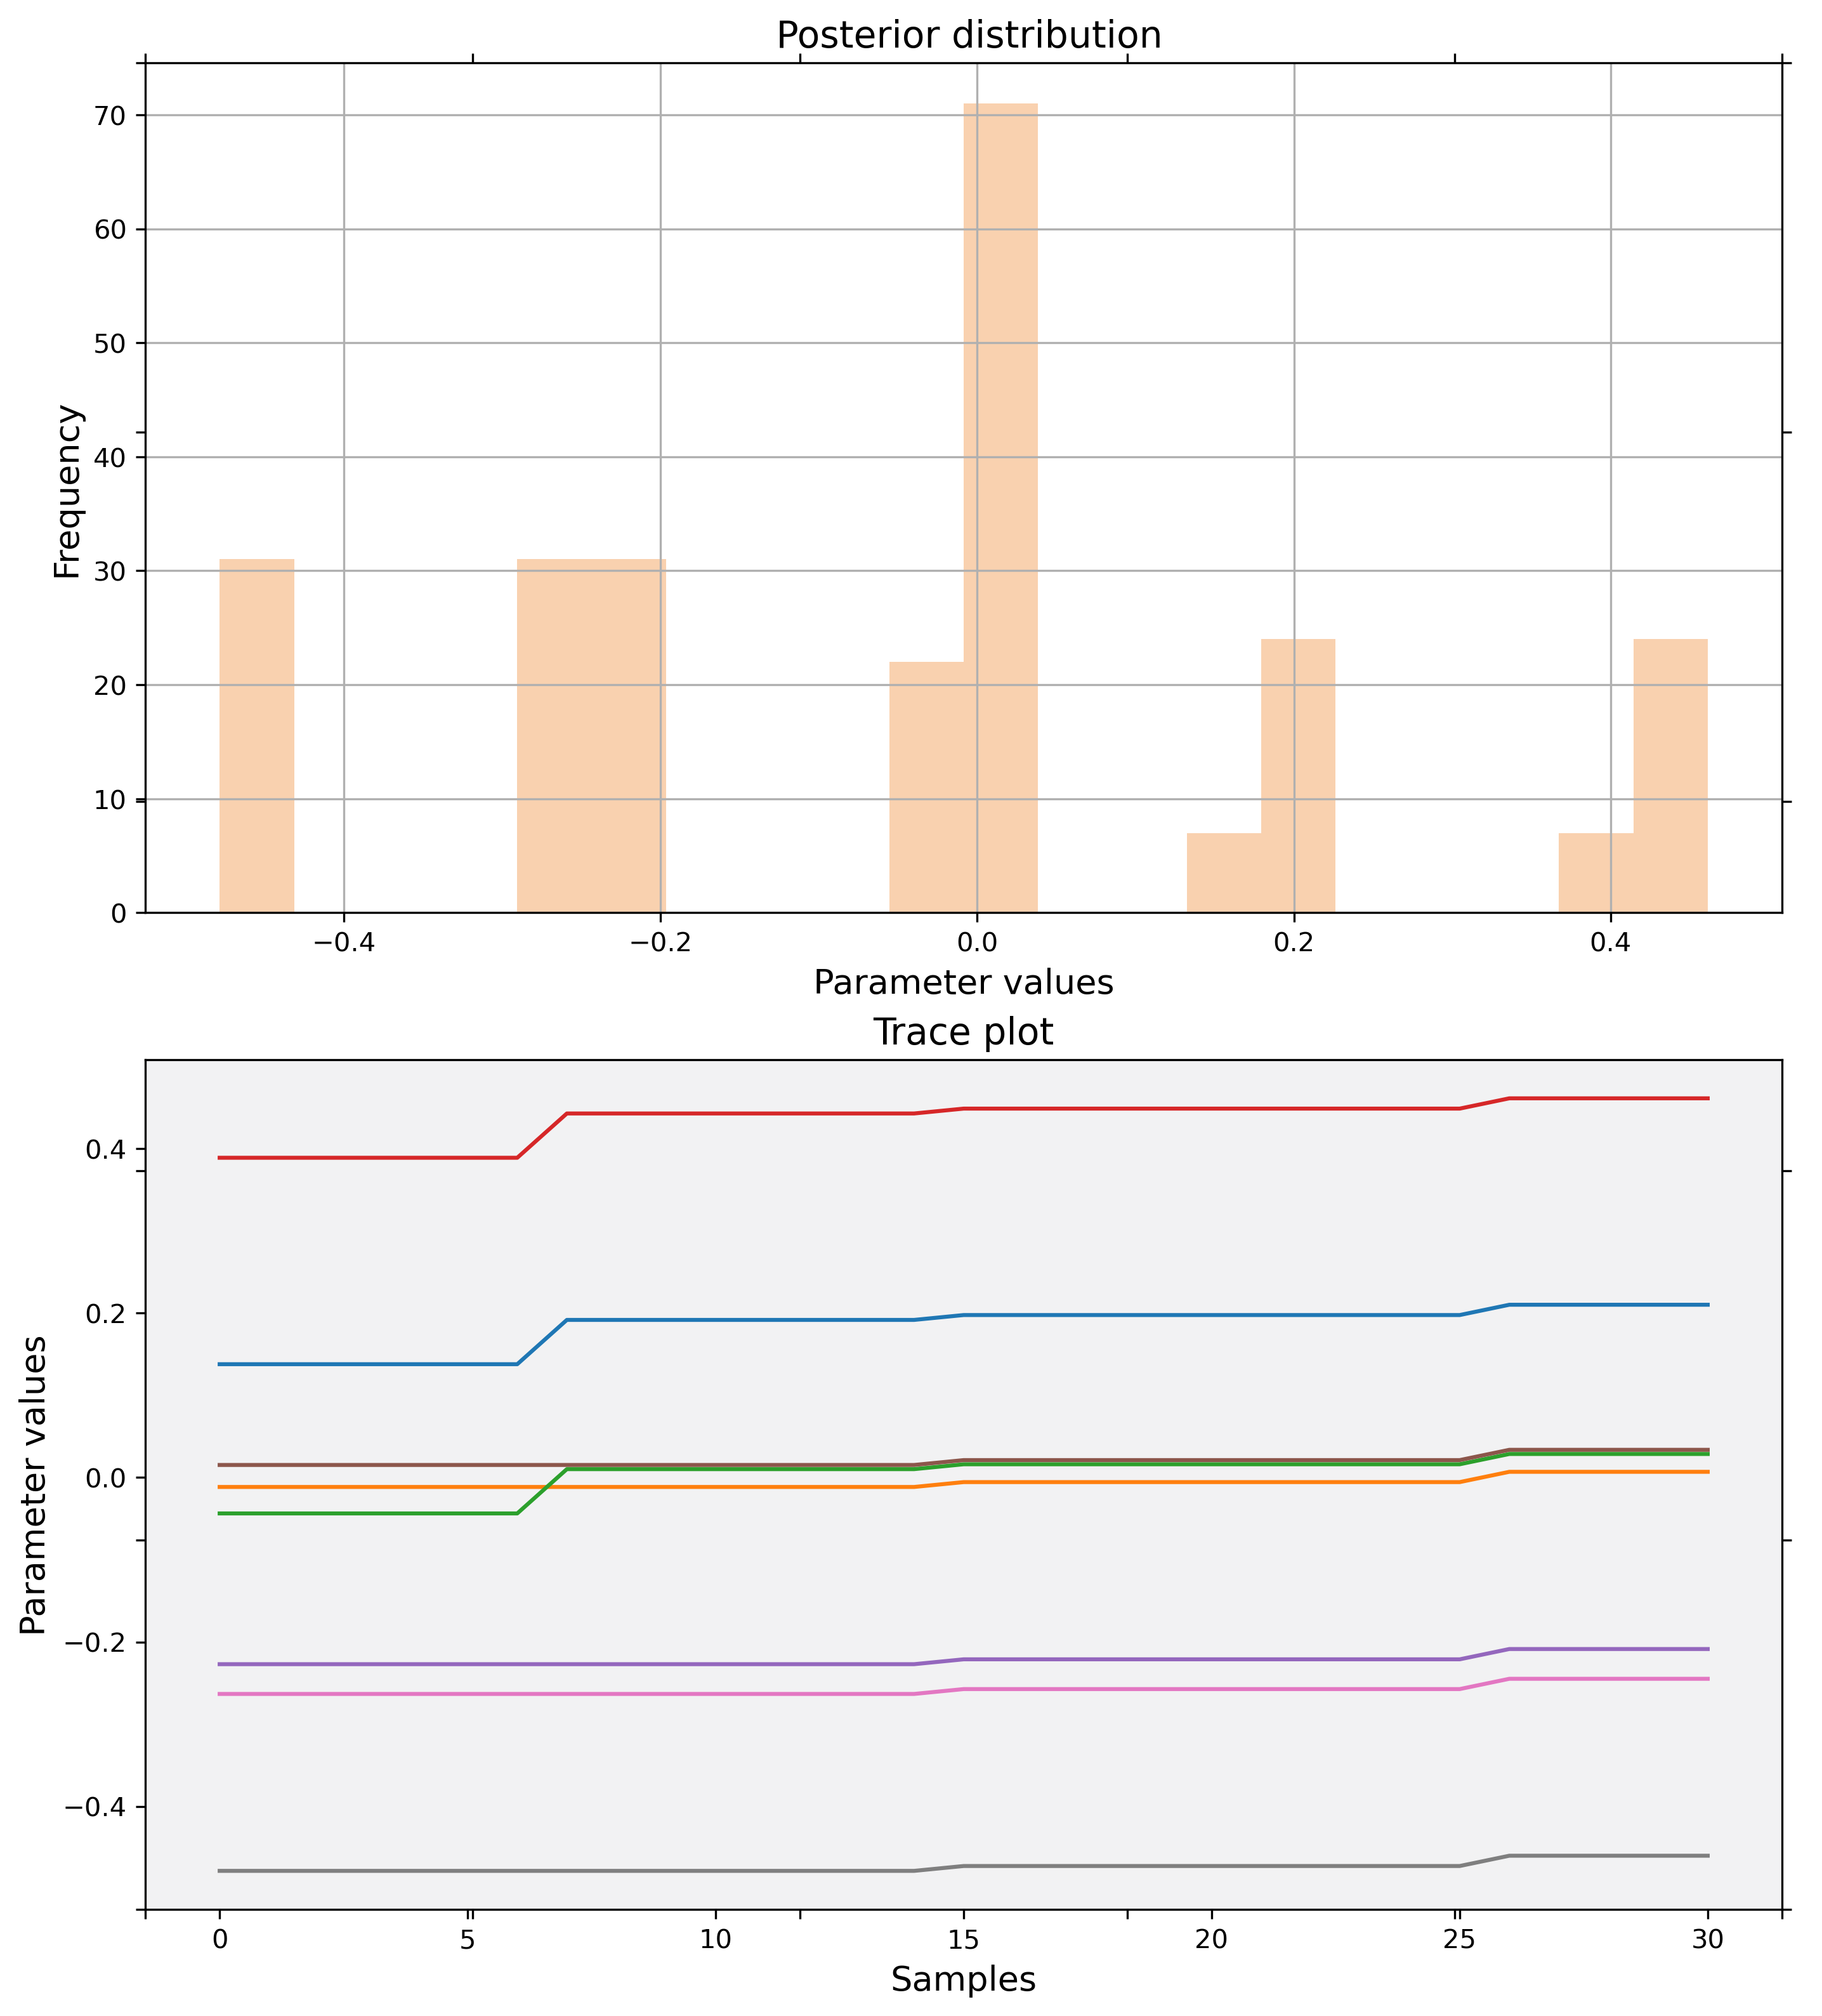 Posterior distribution
70
60
50
40
30
20
10
0
Frequency
−0.4 −0.2 0.0 0.2 0.4
Parameter values
Trace plot
0.4
0.2
0.0
−0.2
−0.4
Parameter values
0 5 10 15 20 25 30
Samples